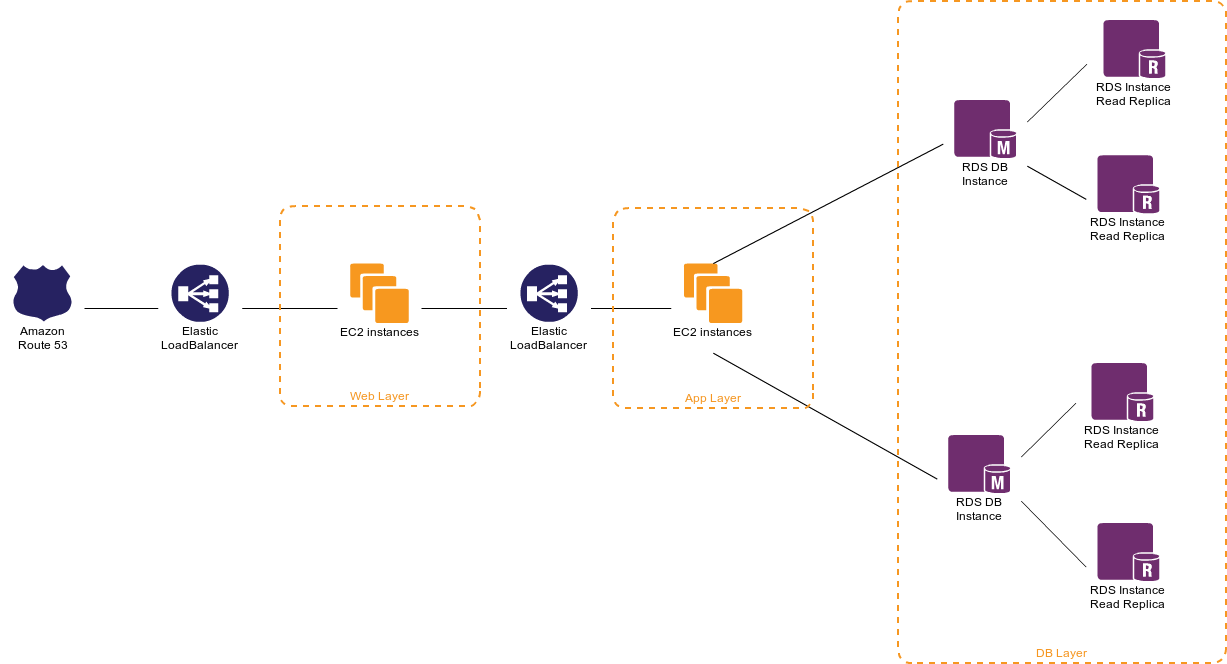 Amazon
Route 53
Elastic
LoadBalancer
EC2 instances
Web Layer
Elastic
LoadBalancer
EC2 instances
App Layer
M
RDS DB
Instance
R
RDS Instance
Read Replica
R
RDS Instance
Read Replica
M
RDS DB
Instance
R
RDS Instance
Read Replica
R
RDS Instance
Read Replica
DB Layer